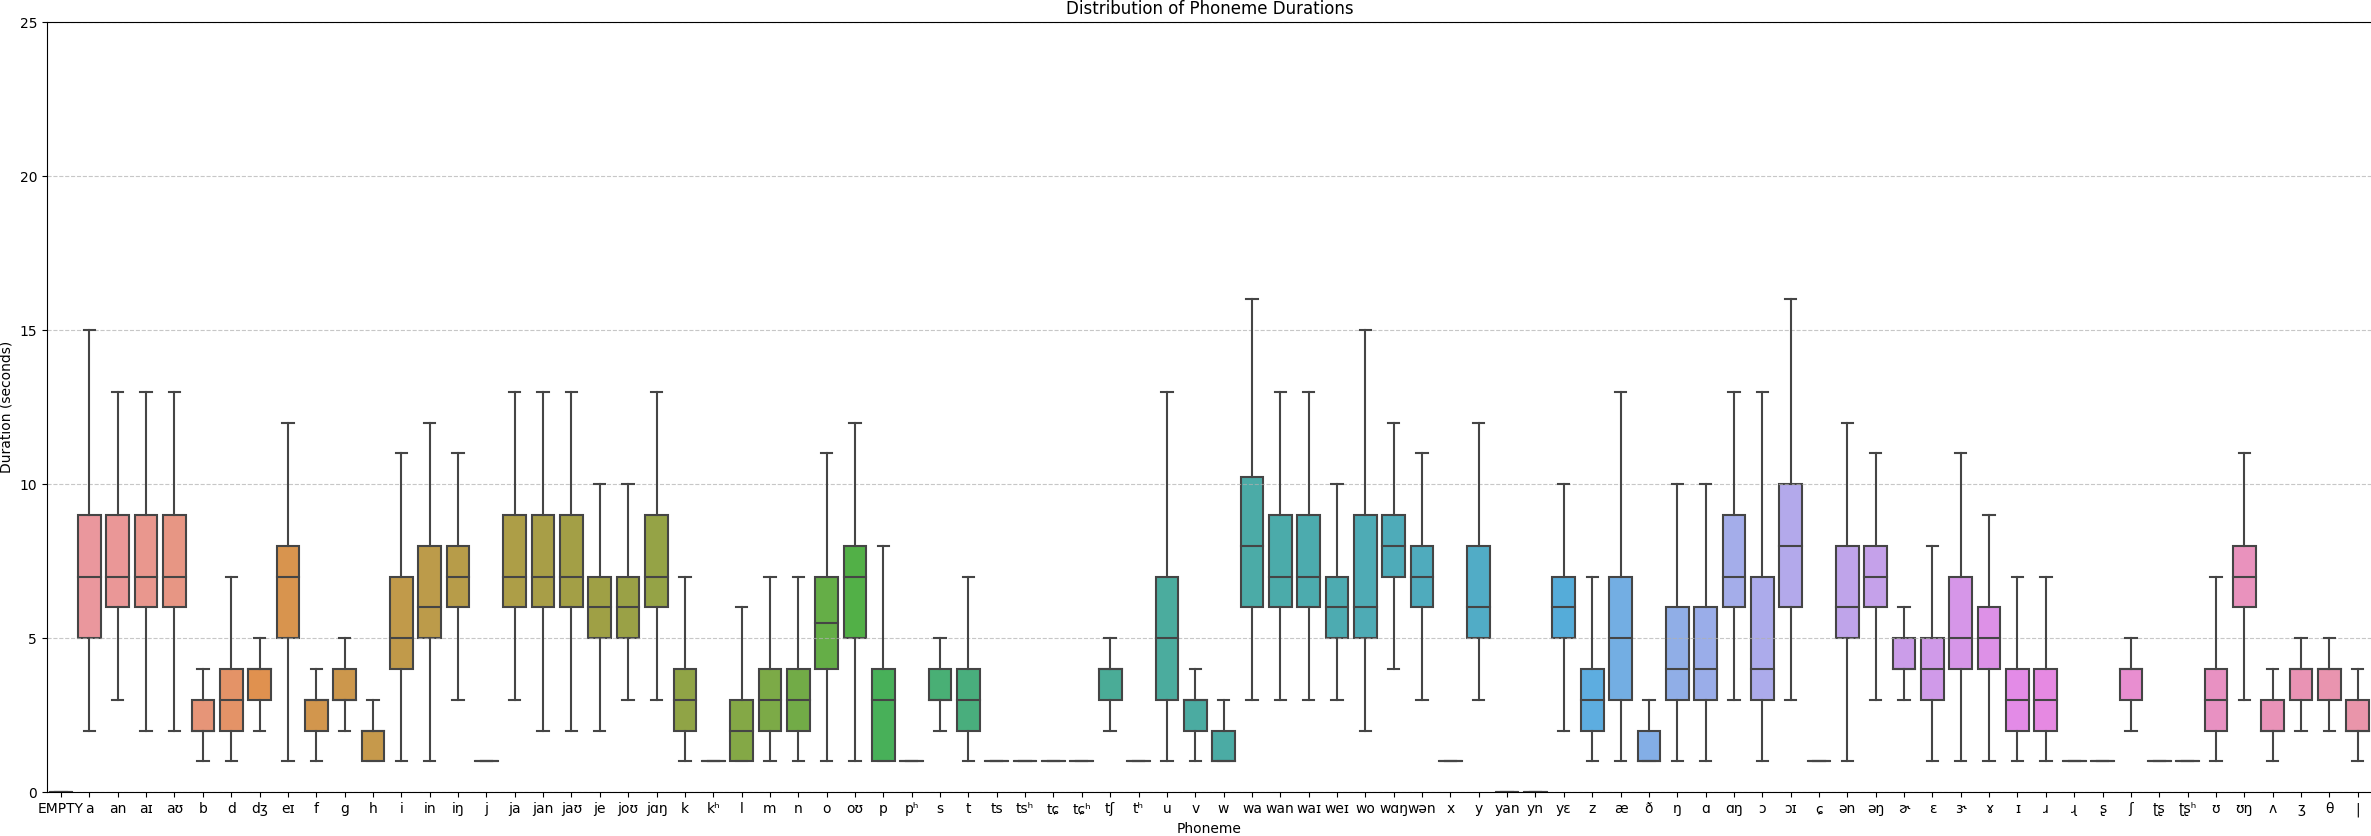 Distribution of Phoneme Durations
25
20
15
10
5
0
Duration (seconds)
EMPTY a an aɪ aʊ b d dʒ eɪ f ɡ h i in iŋ j ja jan jaʊ je joʊ jɑŋ k kʰ l m n o oʊ p pʰ s t ts tsʰ tɕ tɕʰ tʃ tʰ u v w wa wan waɪ weɪ wo wɑŋ wən x y yan yn yɛ z æ ð ŋ ɑ ɑŋ ɔ ɔɪ ɕ ən əŋ ɚ ɛ ɝ ɤ ɪ ɹ ɻ ʂ ʃ ʈʂ ʈʂʰ ʊ ʊŋ ʌ ʒ θ |
Phoneme